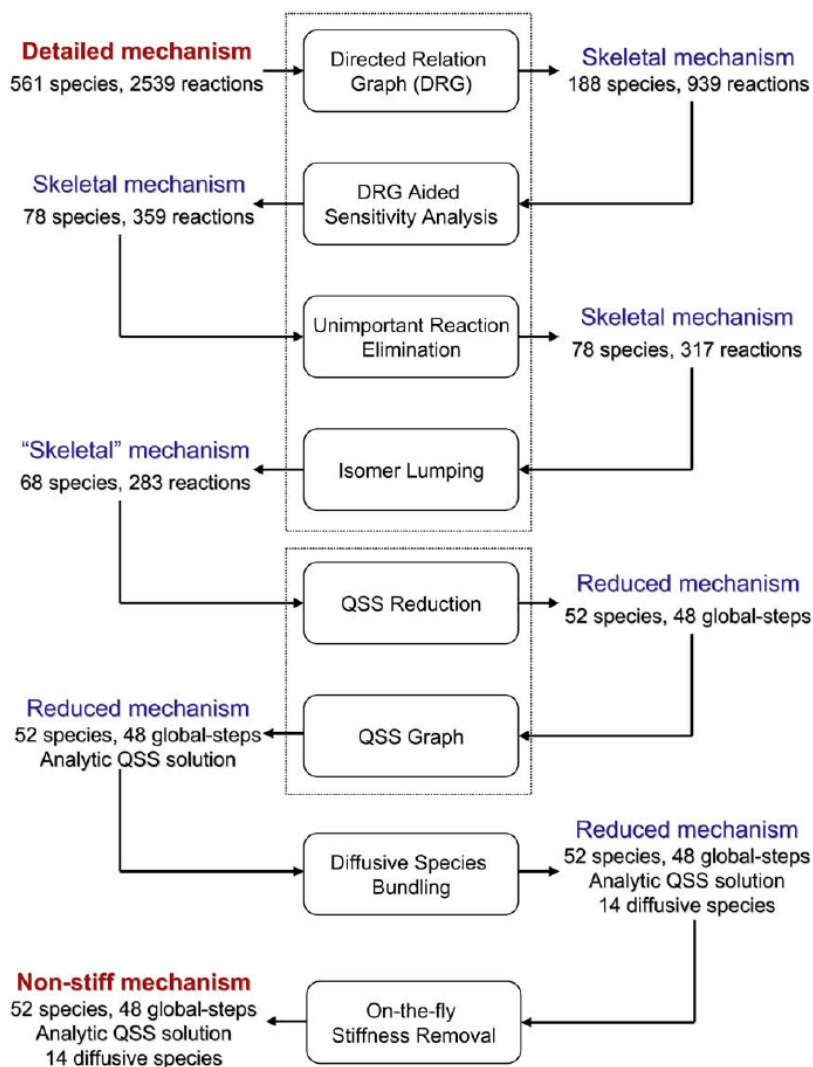 Detailed mechanism
561 species, 2539 reactions
Directed Relation
Graph (DRG)
Skeletal mechanism
188 species, 939 reactions
DRG Aided
Sensitivity Analysis
Skeletal mechanism
78 species, 359 reactions
Unimportant Reaction
Elimination
Skeletal mechanism
78 species, 317 reactions
Isomer Lumping
“Skeletal” mechanism
68 species, 283 reactions
QSS Reduction
Reduced mechanism
52 species, 48 global-steps
QSS Graph
Reduced mechanism
52 species, 48 global-steps
Analytic QSS solution
Diffusive Species
Bundling
Reduced mechanism
52 species, 48 global-steps
Analytic QSS solution
14 diffusive species
On-the-fly
Stiffness Removal
Non-stiff mechanism
52 species, 48 global-steps
Analytic QSS solution
14 diffusive species